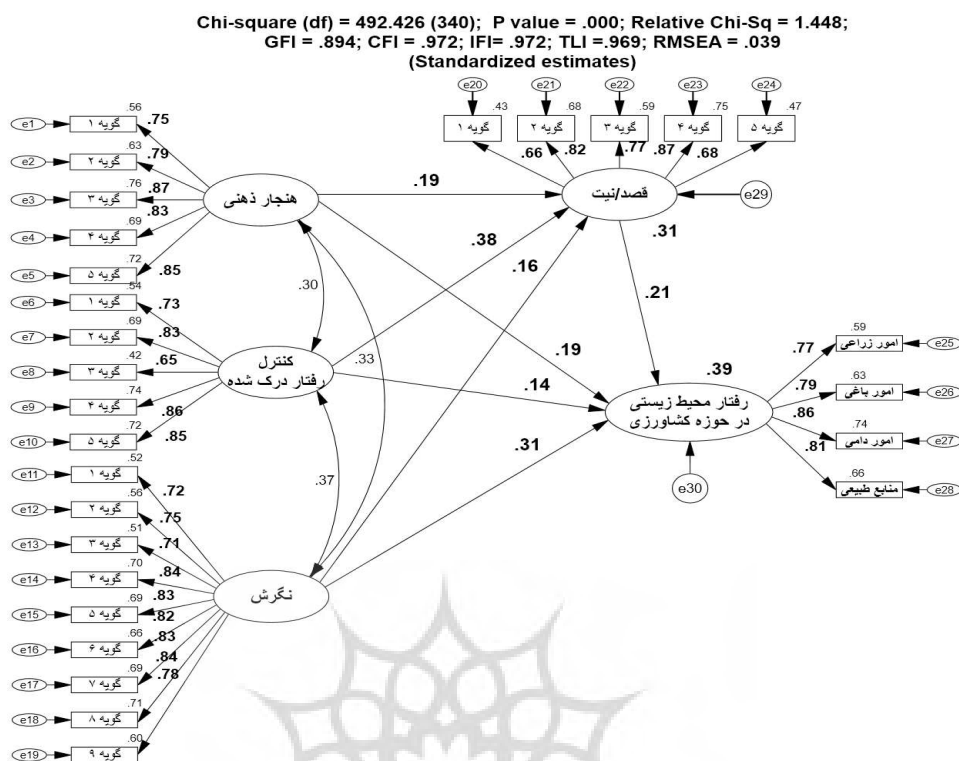 Chi-square (df) = 492.426 (340); P value = .000; Relative Chi-Sq = 1.448;
GFI = .894; CFI = .972; IFI= .972; TLI =.969; RMSEA = .039
(Standardized estimates)
e20 e21 e22 e23 e24
.43 .68 .59 .75 .47
گویه ۱ گویه ۲ گویه ۳ گویه ۴ گویه ۵
.66 .82 .77 .87 .68
قصد/نیت
e29
.31
e1 گویه ۱ .56 .75
e2 گویه ۲ .63 .79
e3 گویه ۳ .76 .87
e4 گویه ۴ .69 .83
e5 گویه ۵ .72 .85
هنجار ذهنی
.19
.38
.16
.21
.30
.33
e6 گویه ۱ .54 .73
e7 گویه ۲ .69 .83
e8 گویه ۳ .42 .65
e9 گویه ۴ .74 .86
e10 گویه ۵ .72 .85
کنترل
رفتار درک شده
.19
.14
.31
.37
.39
رفتار محیط زیستی
در حوزه کشاورزی
e30
.77 .59 امور زراعی e25
.79 .63 امور باغی e26
.86 .74 امور دامی e27
.81 .66 منابع طبیعی e28
e11 گویه ۱ .52 .72
e12 گویه ۲ .56 .75
e13 گویه ۳ .51 .71
e14 گویه ۴ .70 .84
e15 گویه ۵ .69 .83
e16 گویه ۶ .66 .82
e17 گویه ۷ .69 .83
e18 گویه ۸ .71 .84
e19 گویه ۹ .60 .78
نگرش